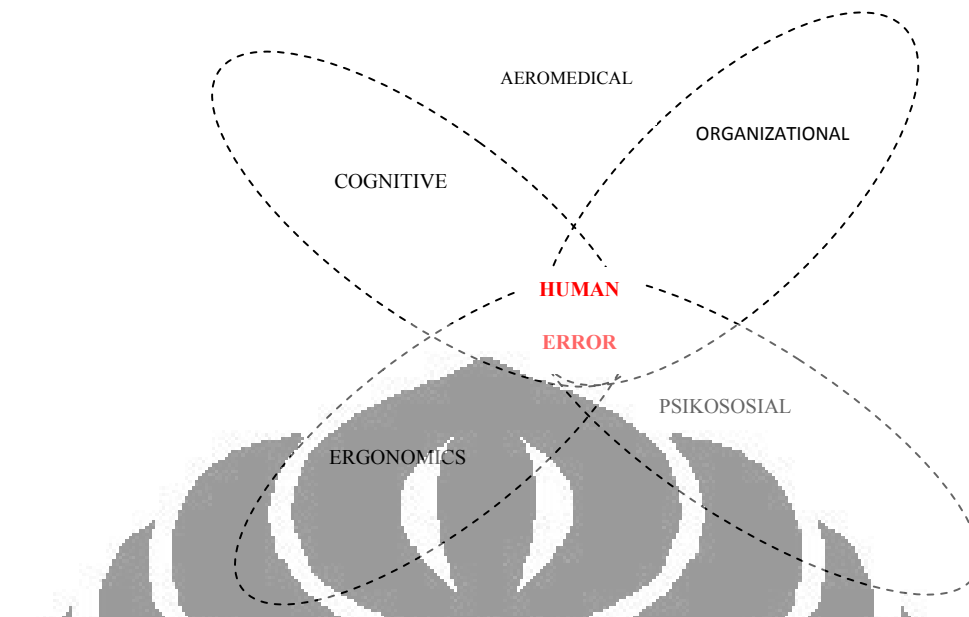 AEROMEDICAL
ORGANIZATIONAL
COGNITIVE
HUMAN
ERROR
PSIKOSOSIAL
ERGONOMICS